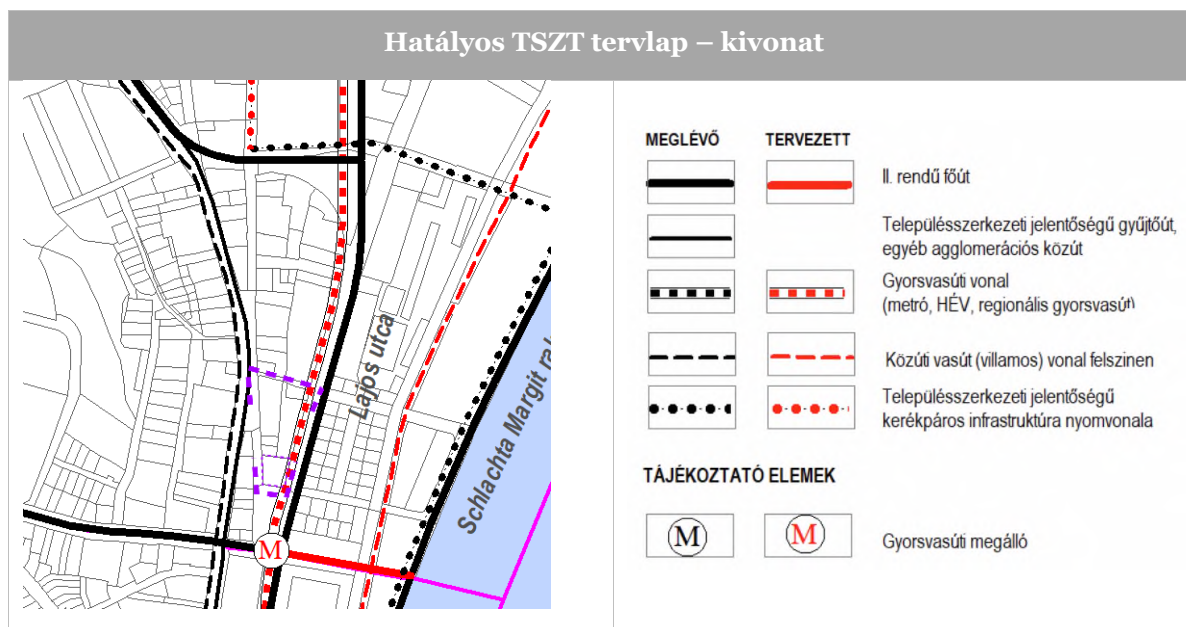 Hatályos TSZT tervlap – kivonat
Lajos utca
Schlachta Margit
M
MEGLÉVŐ TERVEZETT
II. rendű főút
Településszerkezeti jelentőségű gyűjtőút,
egyéb agglomerációs közút
Gyorsvasúti vonal
(metró, HÉV, regionális gyorsvasút)
Közúti vasút (villamos) vonal felszinen
Településszerkezeti jelentőségű
kerékpáros infrastruktúra nyomvonala
TÁJÉKOZTATÓ ELEMEK
M M
Gyorsvasúti megálló